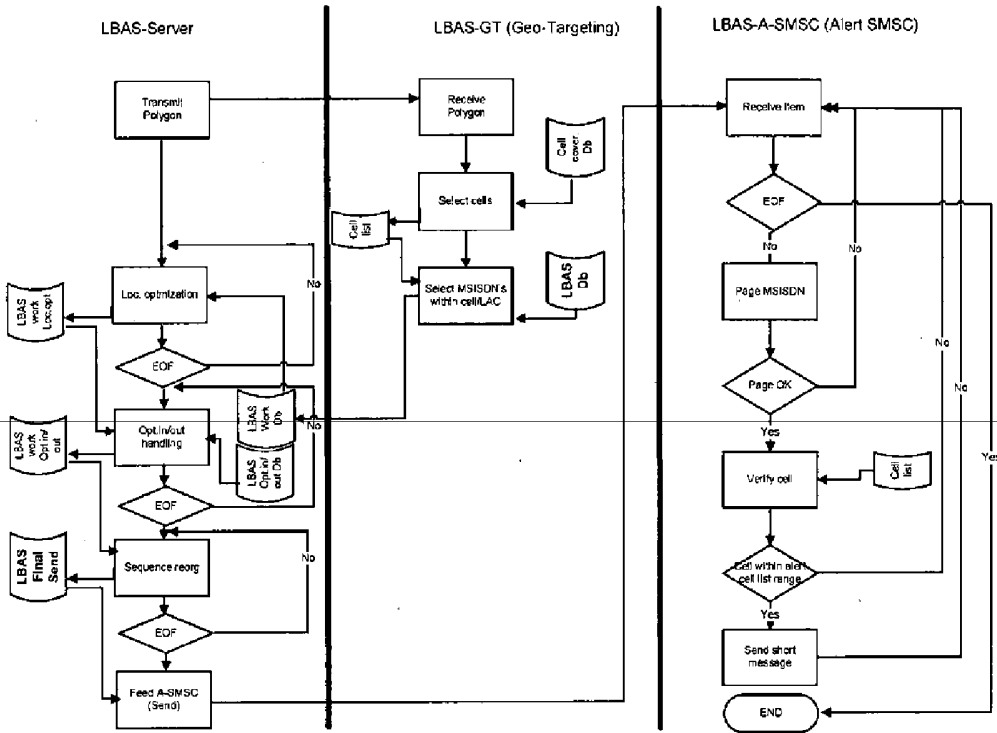 LBAS-Server
LBAS-GT (Geo-Targeting)
LBAS-A-SMSC (Alert SMSC)
Transmit
Polygon
Receive
Polygon
Receive Item
Cell
cover.
Db
EOF
Select cells
Cell
list
No
No
No
Page MSISDN
Loc. optmization
Select MSISDN's
within cell/LAC
LBAS
Db
LBAS
work
Loc.opt
No
EOF
Page OK
No
LBAS
Work
Db
No
Opt.in/out
handling
LBAS
work
Opt.in/
out
LBAS
Opt.in/
out Db
Yes
Yes
Verify cell
Cell
list
EOF
LBAS
Final
Send
No
Sequence reorg
Cell within alert
cell list range
Yes
EOF
Send short
message
Feed A-SMSC
(Send)
END